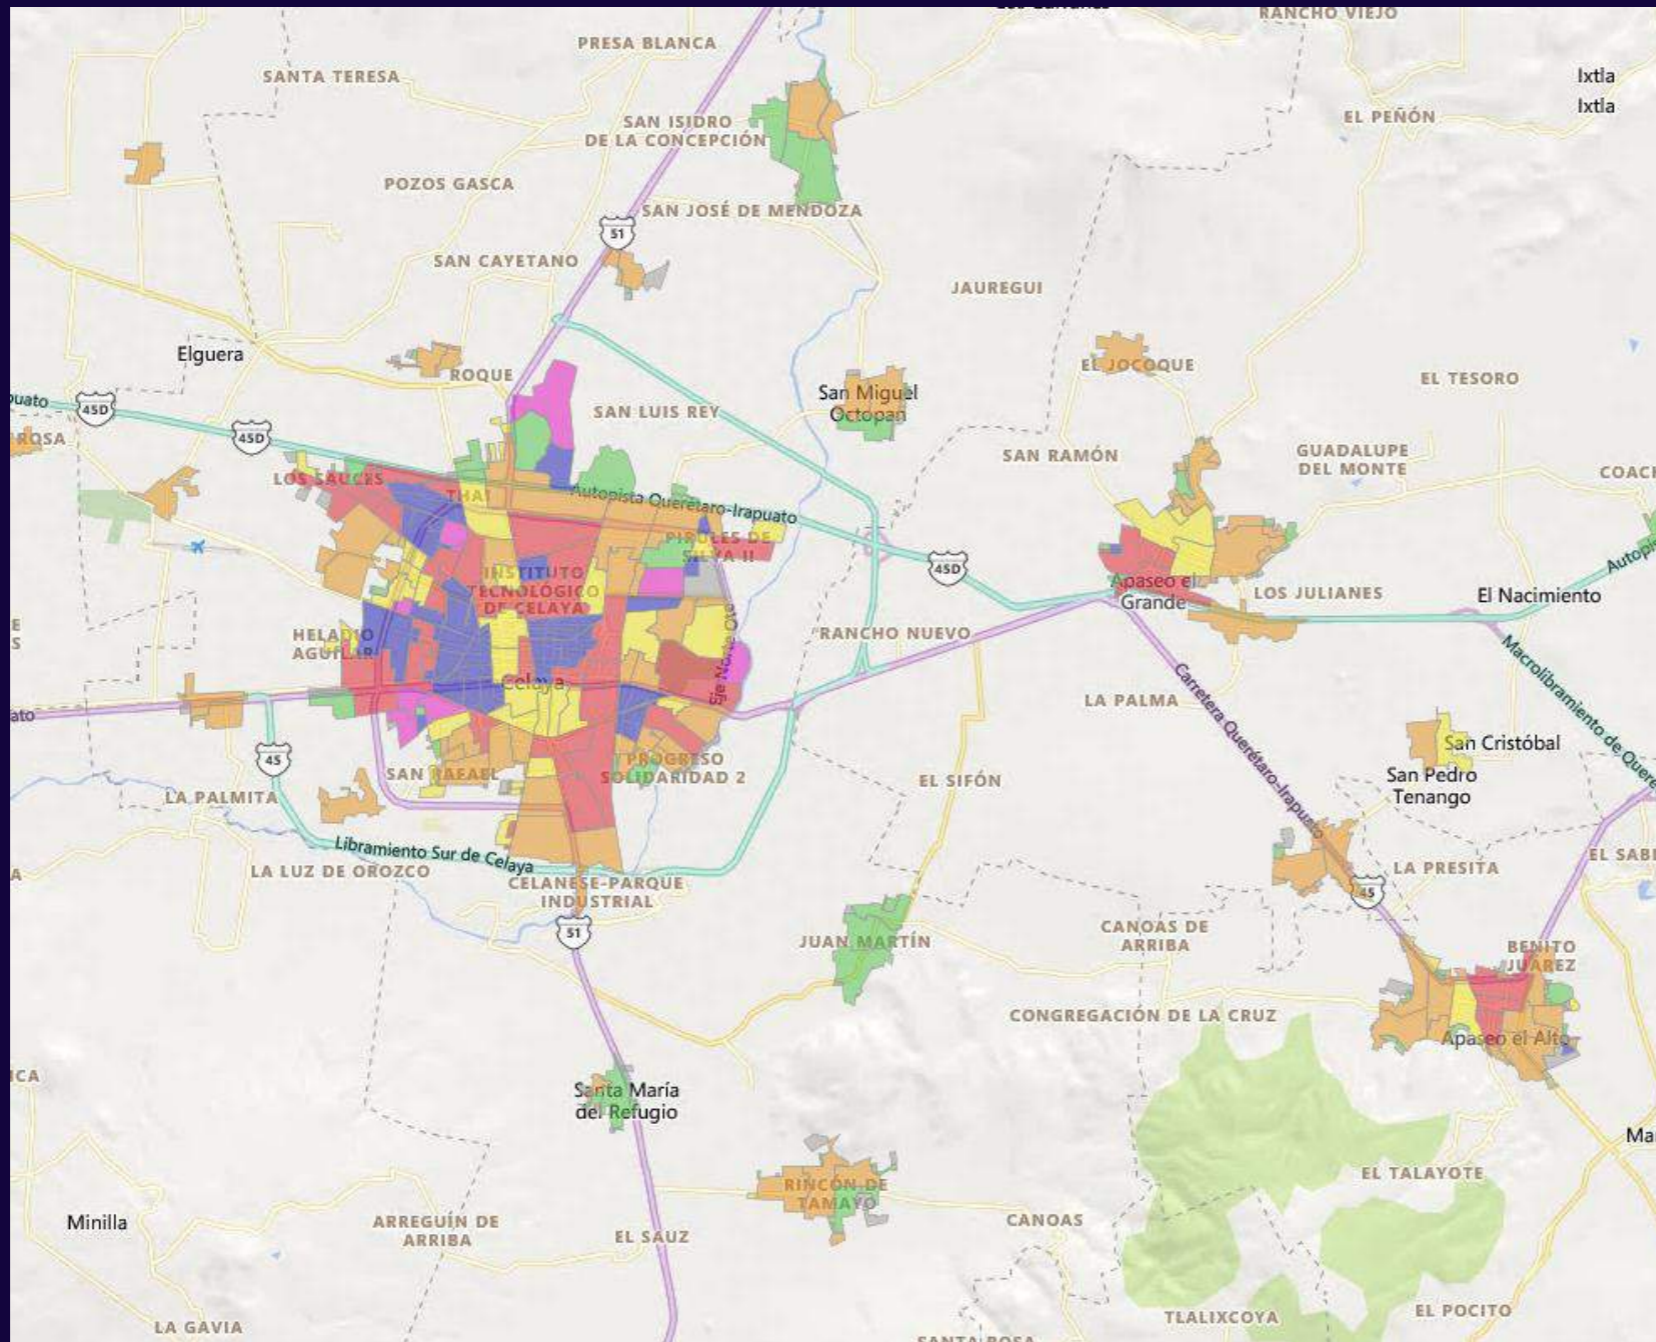 RANCHO VIEJO
PRESA BLANCA
SANTA TERESA
Ixtla
Ixtla
EL PEÑÓN
SAN ISIDRO
DE LA CONCEPCIÓN
POZOS GASCA
SAN JOSÉ DE MENDOZA
51
SAN CAYETANO
JAUREGUI
Elguera
ROQUE
EL JOCOQUE
EL TESORO
San Miguel
Octopan
SAN LUIS REY
45D
45D
SAN RAMÓN
GUADALUPE
DEL MONTE
LOS SAUCES
Autopista Querétaro-Irapuato
PIRULES DE
SILVA II
45D
INSTITUTO
TECNOLÓGICO
DE CELAYA
Apaseo el
Grande
LOS JULIANES
El Nacimiento
HELADIO
AGUILAR
RANCHO NUEVO
Celaya
LA PALMA
Carretera Querétaro-Irapuato
45
San Cristóbal
SAN RAFAEL
PROGRESO
SOLIDARIDAD 2
EL SIFÓN
San Pedro
Tenango
LA PALMITA
Libramiento Sur de Celaya
LA LUZ DE OROZCO
CELANESE-PARQUE
INDUSTRIAL
LA PRESITA
45
51
JUAN MARTÍN
CANOAS DE
ARRIBA
BENITO
JUÁREZ
CONGREGACIÓN DE LA CRUZ
Apaseo el Alto
Santa María
del Refugio
EL TALAYOTE
RINCÓN DE
TAMAYO
Minilla
ARREGUÍN DE
ARRIBA
EL SAUZ
CANOAS
LA GAVIA
TLALIXCOYA
EL POCITO